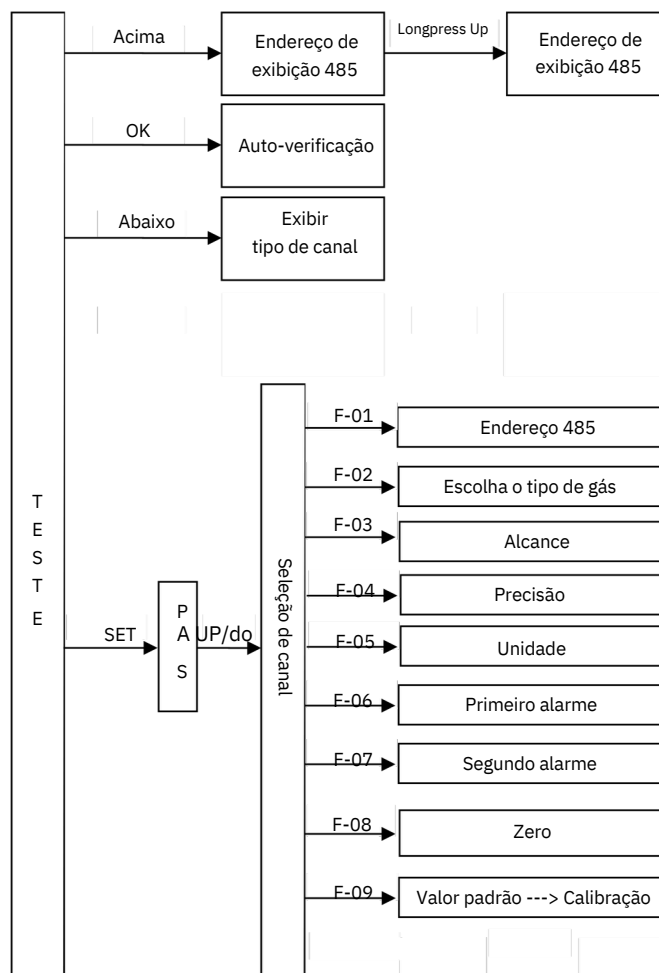 Acima
Endereço de
exibição 485
Longpress Up
Endereço de
exibição 485
OK
Auto-verificação
Abaixo
Exibir
tipo de canal
T
E
S
T
E
SET
P
A
S
UP/do
Seleção de canal
F-01
Endereço 485
F-02
Escolha o tipo de gás
F-03
Alcance
F-04
Precisão
F-05
Unidade
F-06
Primeiro alarme
F-07
Segundo alarme
F-08
Zero
F-09
Valor padrão ---> Calibração